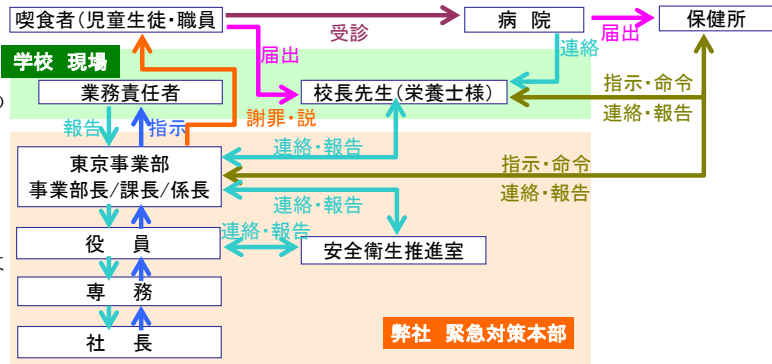 喫食者(児童生徒・職員
受診
病 院
届出
保健所
届出
連絡
学校 現場
の
業務責任者
校長先生(栄養士様)
指示・命令
連絡・報告
報告
指示
謝罪・説
連絡・報告
東京事業部
事業部長/課長/係長
指示・命令
連絡・報告
連絡・報告
役 員
連絡・報告
安全衛生推進室
専 務
社 長
弊社 緊急対策本部